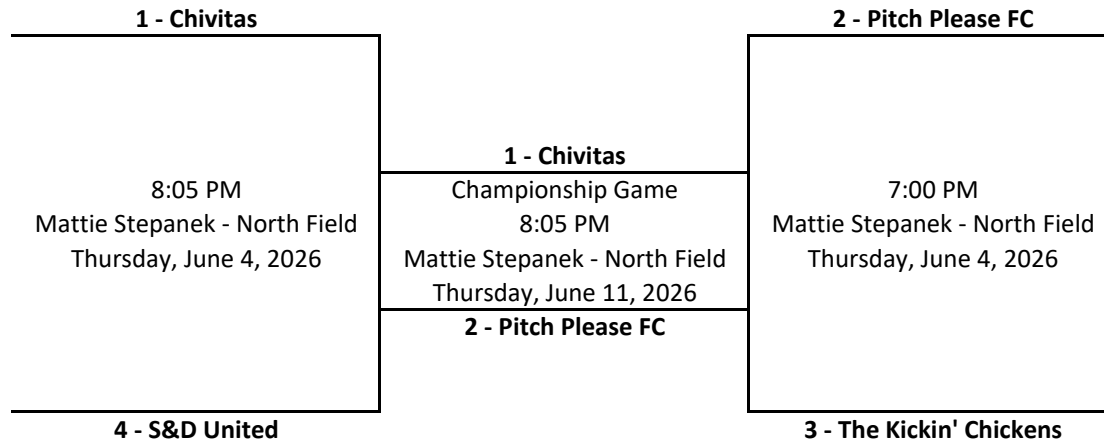 1 - Chivitas
8:05 PM
Mattie Stepanek - North Field
Thursday, June 4, 2026
4 - S&D United
1 - Chivitas
Championship Game
8:05 PM
Mattie Stepanek - North Field
Thursday, June 11, 2026
2 - Pitch Please FC
2 - Pitch Please FC
7:00 PM
Mattie Stepanek - North Field
Thursday, June 4, 2026
3 - The Kickin' Chickens